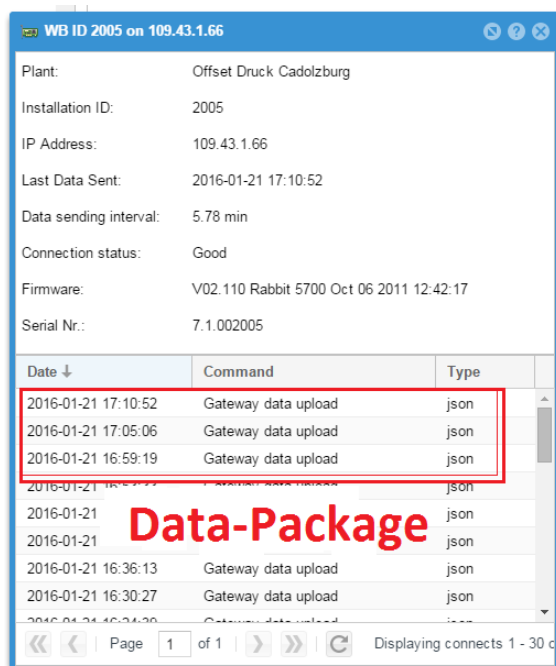 WB ID 2005 on 109.43.1.66
Plant: Offset Druck Cadolzburg
Installation ID: 2005
IP Address: 109.43.1.66
Last Data Sent: 2016-01-21 17:10:52
Data sending interval: 5.78 min
Connection status: Good
Firmware: V02.110 Rabbit 5700 Oct 06 2011 12:42:17
Serial Nr.: 7.1.002005
Date ↓ Command Type
2016-01-21 17:10:52 Gateway data upload json
2016-01-21 17:05:06 Gateway data upload json
2016-01-21 16:59:19 Gateway data upload json
2016-01-21 json
2016-01-21 json
Data-Package
2016-01-21 json
2016-01-21 16:36:13 Gateway data upload json
2016-01-21 16:30:27 Gateway data upload json
Page 1 of 1 Displaying connects 1 - 30